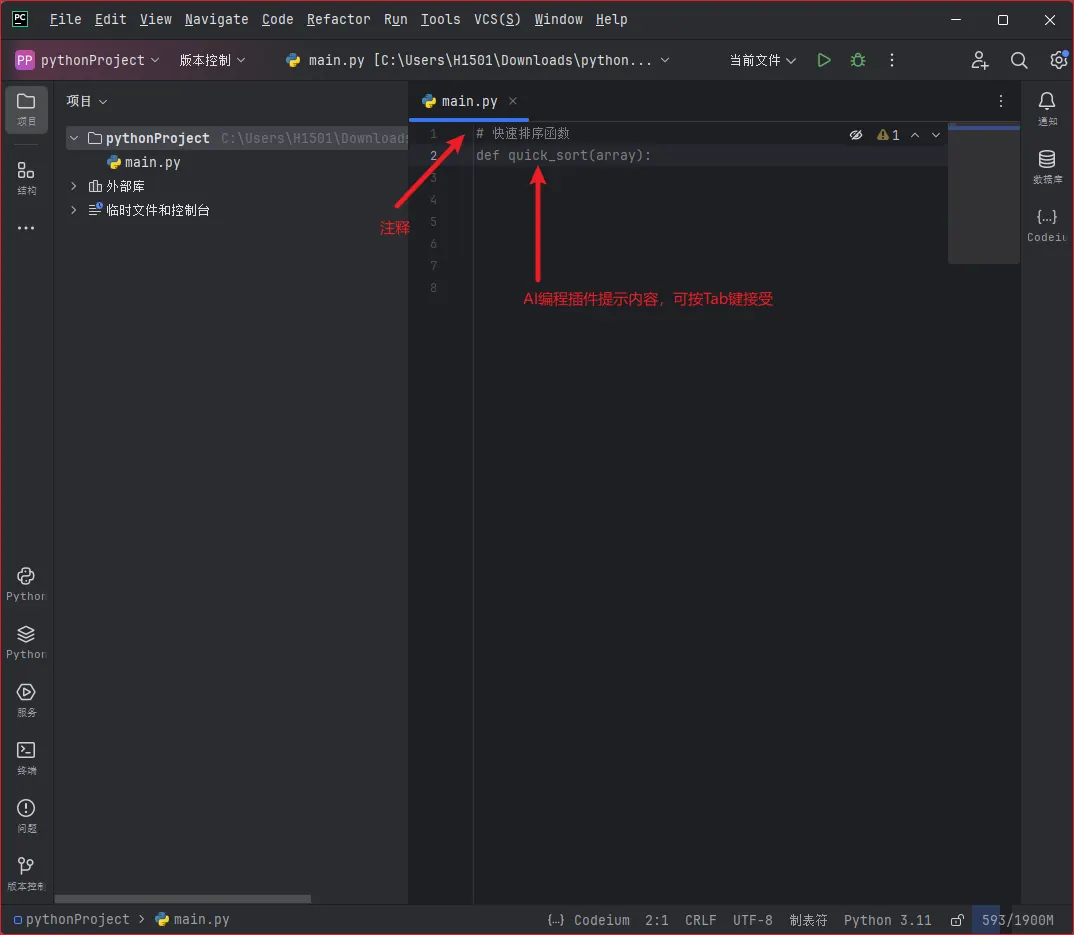 PC File Edit View Navigate Code Refactor Run Tools VCS(S) Window Help
PP pythonProject 版本控制 main.py [C:\Users\H1501\Downloads\python... 当前文件
项目
main.py
项目
通知
pythonProject C:\Users\H1501\Downloads
main.py
外部库
临时文件和控制台
结构
1 # 快速排序函数
1
2 def quick_sort(array):
3
4
5
6
7
8
注释
AI编程插件提示内容，可按Tab键接受
数据库
{...}
Codeiu
Python
Python
服务
终端
问题
版本控制
pythonProject > main.py {...} Codeium 2:1 CRLF UTF-8 制表符 Python 3.11 593/1900M